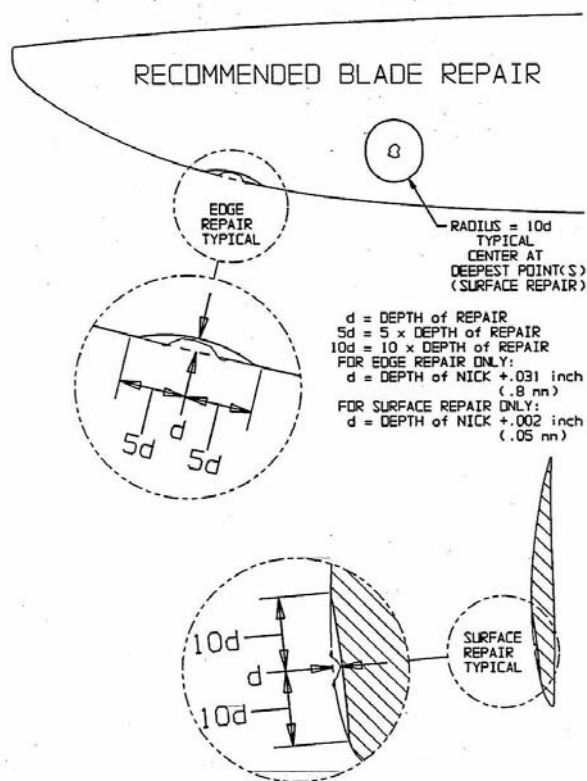 RECOMMENDED BLADE REPAIR
EDGE
REPAIR
TYPICAL
RADIUS = 10d
TYPICAL
CENTER AT
DEEPEST POINT(S)
(SURFACE REPAIR)
d = DEPTH of REPAIR
5d = 5 x DEPTH of REPAIR
10d = 10 x DEPTH of REPAIR
FOR EDGE REPAIR ONLY:
d = DEPTH of NICK +.031 inch
(.8 mm)
FOR SURFACE REPAIR ONLY:
d = DEPTH of NICK +.002 inch
(.05 mm)
5d
d
5d
10d
d
10d
SURFACE
REPAIR
TYPICAL